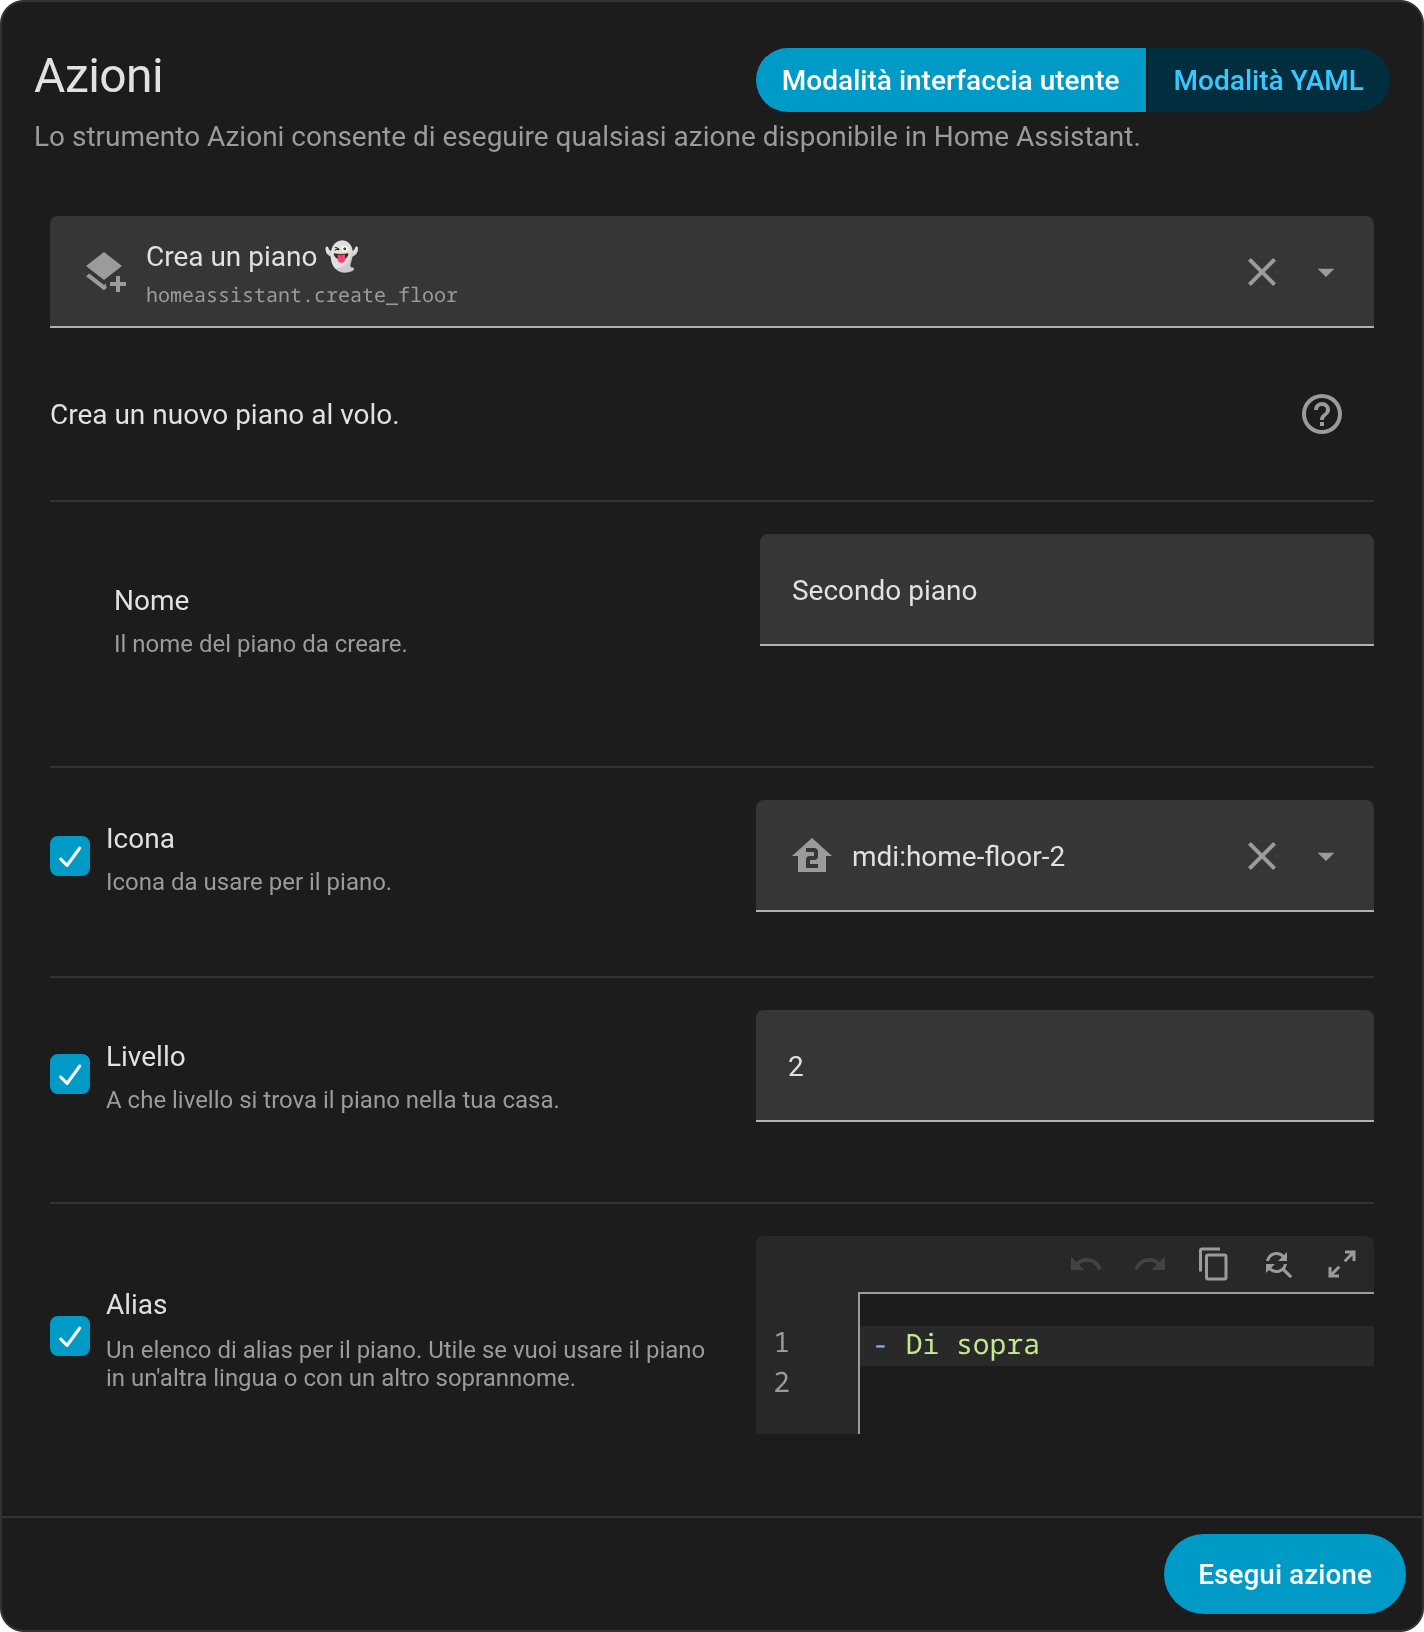 Azioni
Modalità interfaccia utente
Modalità YAML
Lo strumento Azioni consente di eseguire qualsiasi azione disponibile in Home Assistant.
Crea un piano 👻
homeassistant.create_floor
Crea un nuovo piano al volo.
Nome
Il nome del piano da creare.
Secondo piano
Icona
Icona da usare per il piano.
mdi:home-floor-2
Livello
A che livello si trova il piano nella tua casa.
2
Alias
Un elenco di alias per il piano. Utile se vuoi usare il piano
in un'altra lingua o con un altro soprannome.
1 - Di sopra
2
Esegui azione